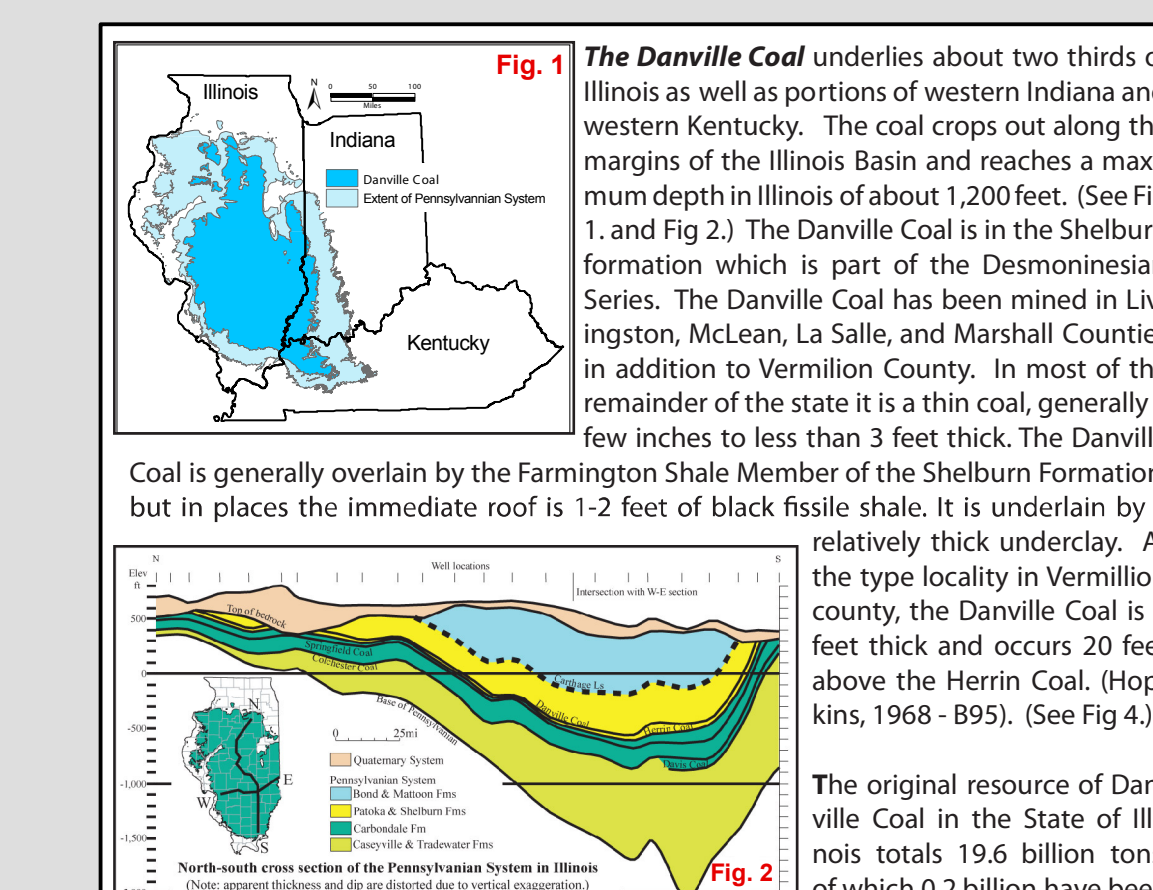 Fig. 1
Illinois
N
0 50 100
Miles
Indiana
Danville Coal
Extent of Pennsylvannian System
Kentucky
The Danville Coal underlies about two thirds
Illinois as well as portions of western Indiana
western Kentucky. The coal crops out along
margins of the Illinois Basin and reaches a max
mum depth in Illinois of about 1,200 feet. (See
1. and Fig 2.) The Danville Coal is in the Shelbur
formation which is part of the Desmoninesian
Series. The Danville Coal has been mined in Liv
ingston, McLean, La Salle, and Marshall Countie
in addition to Vermilion County. In most of
remainder of the state it is a thin coal, generally
few inches to less than 3 feet thick. The Danvill
Coal is generally overlain by the Farmington Shale Member of the Shelburn Formation
but in places the immediate roof is 1-2 feet of black fissile shale. It is underlain by
relatively thick underclay.
the type locality in Vermillio
county, the Danville Coal is
feet thick and occurs 20 fee
above the Herrin Coal. (Hop
kins, 1968 - B95). (See Fig 4.)
The original resource of Dan
ville Coal in the State of Ill
nois totals 19.6 billion ton
of which 0.2 billion have been
N
Well locations
S
Elev
ft
Intersection with W-E section
Top of bedrock
500
Springfield Coal
Colchester Coal
0
Carthage Ls
Base of Pennsylvanian
Danville Coal
Herrin Coal
Davis Coal
-500
-1,000
-1,500
N
E
W
S
0 25mi
Quaternary System
Pennsylvanian System
Bond & Mattoon Fms
Patoka & Shelburn Fms
Carbondale Fm
Caseyville & Tradewater Fms
North-south cross section of the Pennsylvanian System in Illinois
(Note: apparent thickness and dip are distorted due to vertical exaggeration.)
Fig. 2